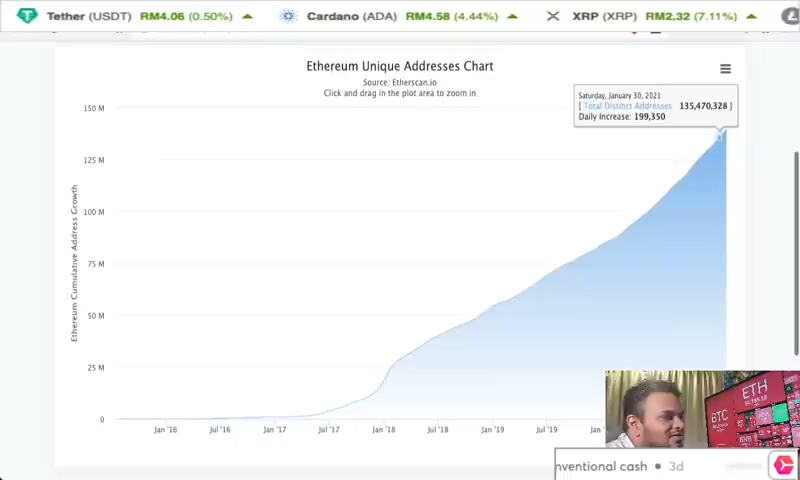 Tether (USDT) RM4.06 (0.50%) Cardano (ADA) RM4.58 (4.44%) XRP (XRP) RM2.32 (7.11%)
Ethereum Unique Addresses Chart
Source: Etherscan.io
Click and drag in the plot area to zoom in
Saturday, January 30, 2021
[ Total Distinct Addresses 135,470,328 ]
Daily Increase: 199,350
150 M
125 M
100 M
75 M
50 M
25 M
0
Ethereum Cumulative Address Growth
Jan '16 Jul '16 Jan '17 Jul '17 Jan '18 Jul '18 Jan '19 Jul '19
ETH
BTC
BNB
nventional cash • 3d